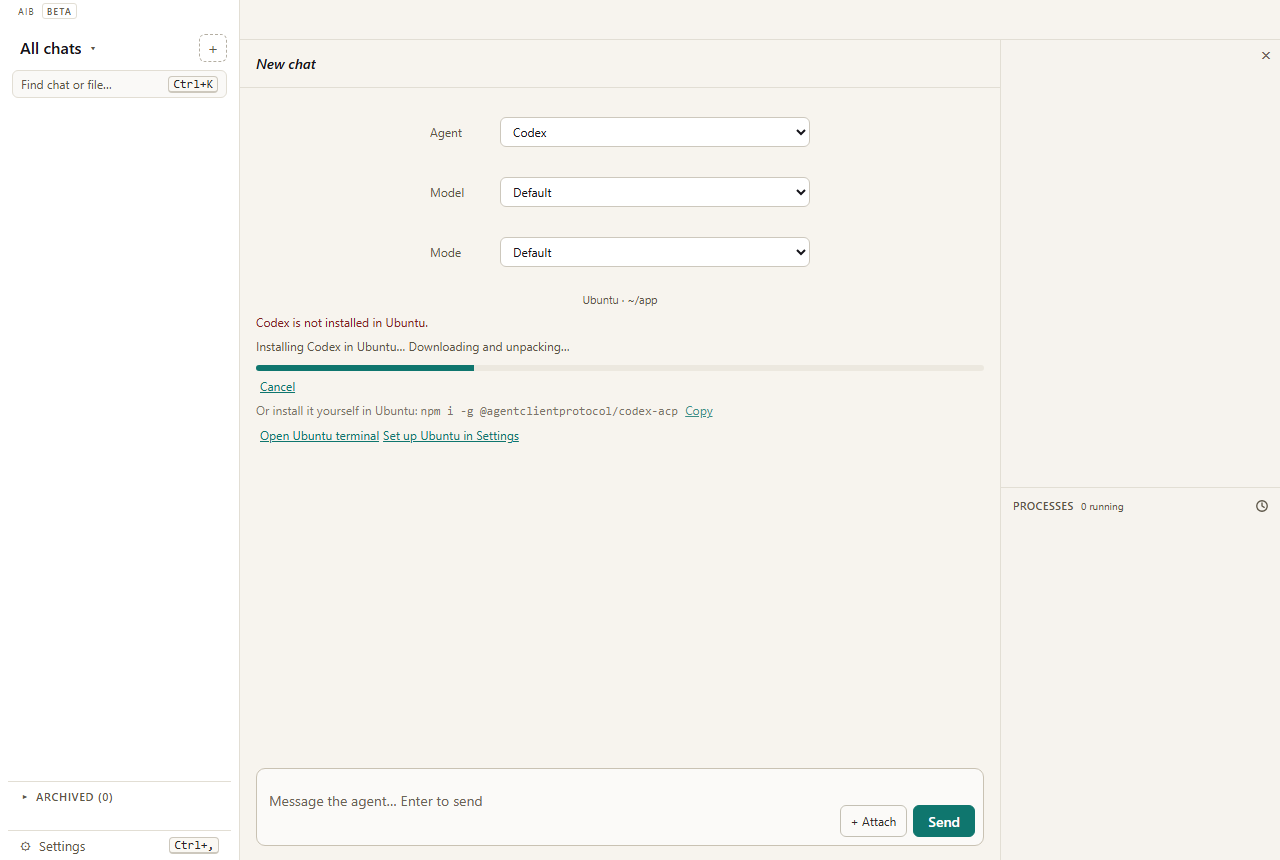 AIB BETA
All chats
+
Find chat or file... Ctrl+K
New chat
Agent Codex
Model Default
Mode Default
Ubuntu · ~/app
Codex is not installed in Ubuntu.
Installing Codex in Ubuntu... Downloading and unpacking...
Cancel
Or install it yourself in Ubuntu: npm i -g @agentclientprotocol/codex-acp Copy
Open Ubuntu terminal Set up Ubuntu in Settings
PROCESSES 0 running
Message the agent... Enter to send
+ Attach Send
ARCHIVED (0)
Settings Ctrl+,